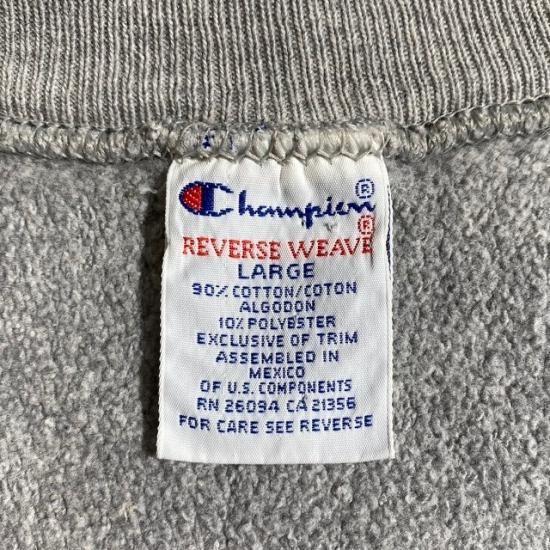 Champion®
REVERSE WEAVE®
LARGE
90% COTTON/COTON
ALGODON
10% POLYESTER
EXCLUSIVE OF TRIM
ASSEMBLED IN
MEXICO
OF U.S. COMPONENTS
RN 26094 CA 21356
FOR CARE SEE REVERSE